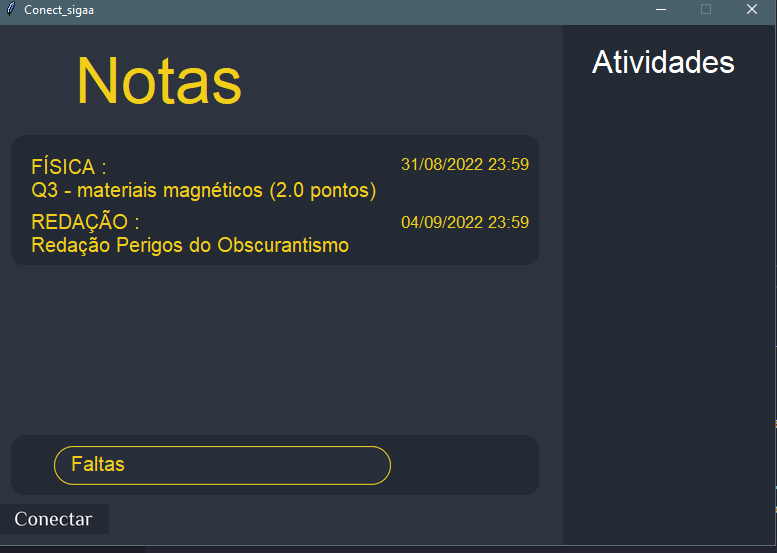 Conect_sigaa
Notas
Atividades
FÍSICA :
31/08/2022 23:59
Q3 - materiais magnéticos (2.0 pontos)
REDAÇÃO :
04/09/2022 23:59
Redação Perigos do Obscurantismo
Faltas
Conectar